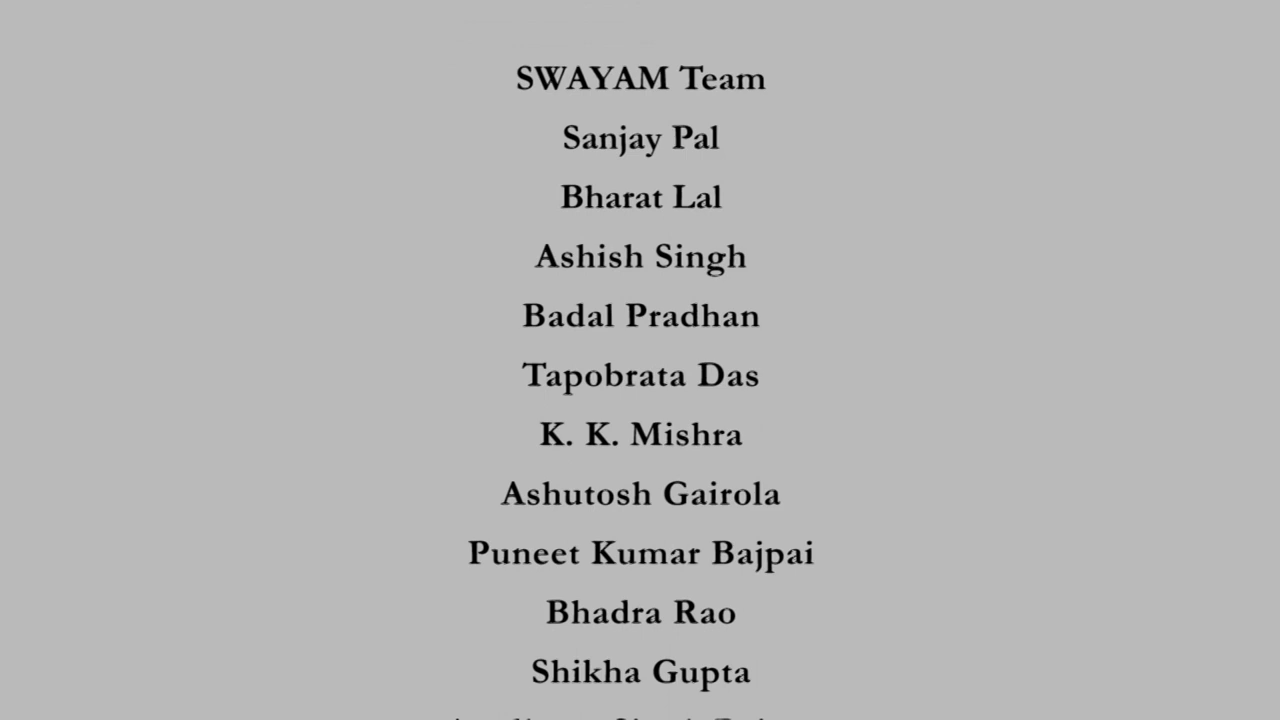 SWAYAM Team
Sanjay Pal
Bharat Lal
Ashish Singh
Badal Pradhan
Tapobrata Das
K. K. Mishra
Ashutosh Gairola
Puneet Kumar Bajpai
Bhadra Rao
Shikha Gupta